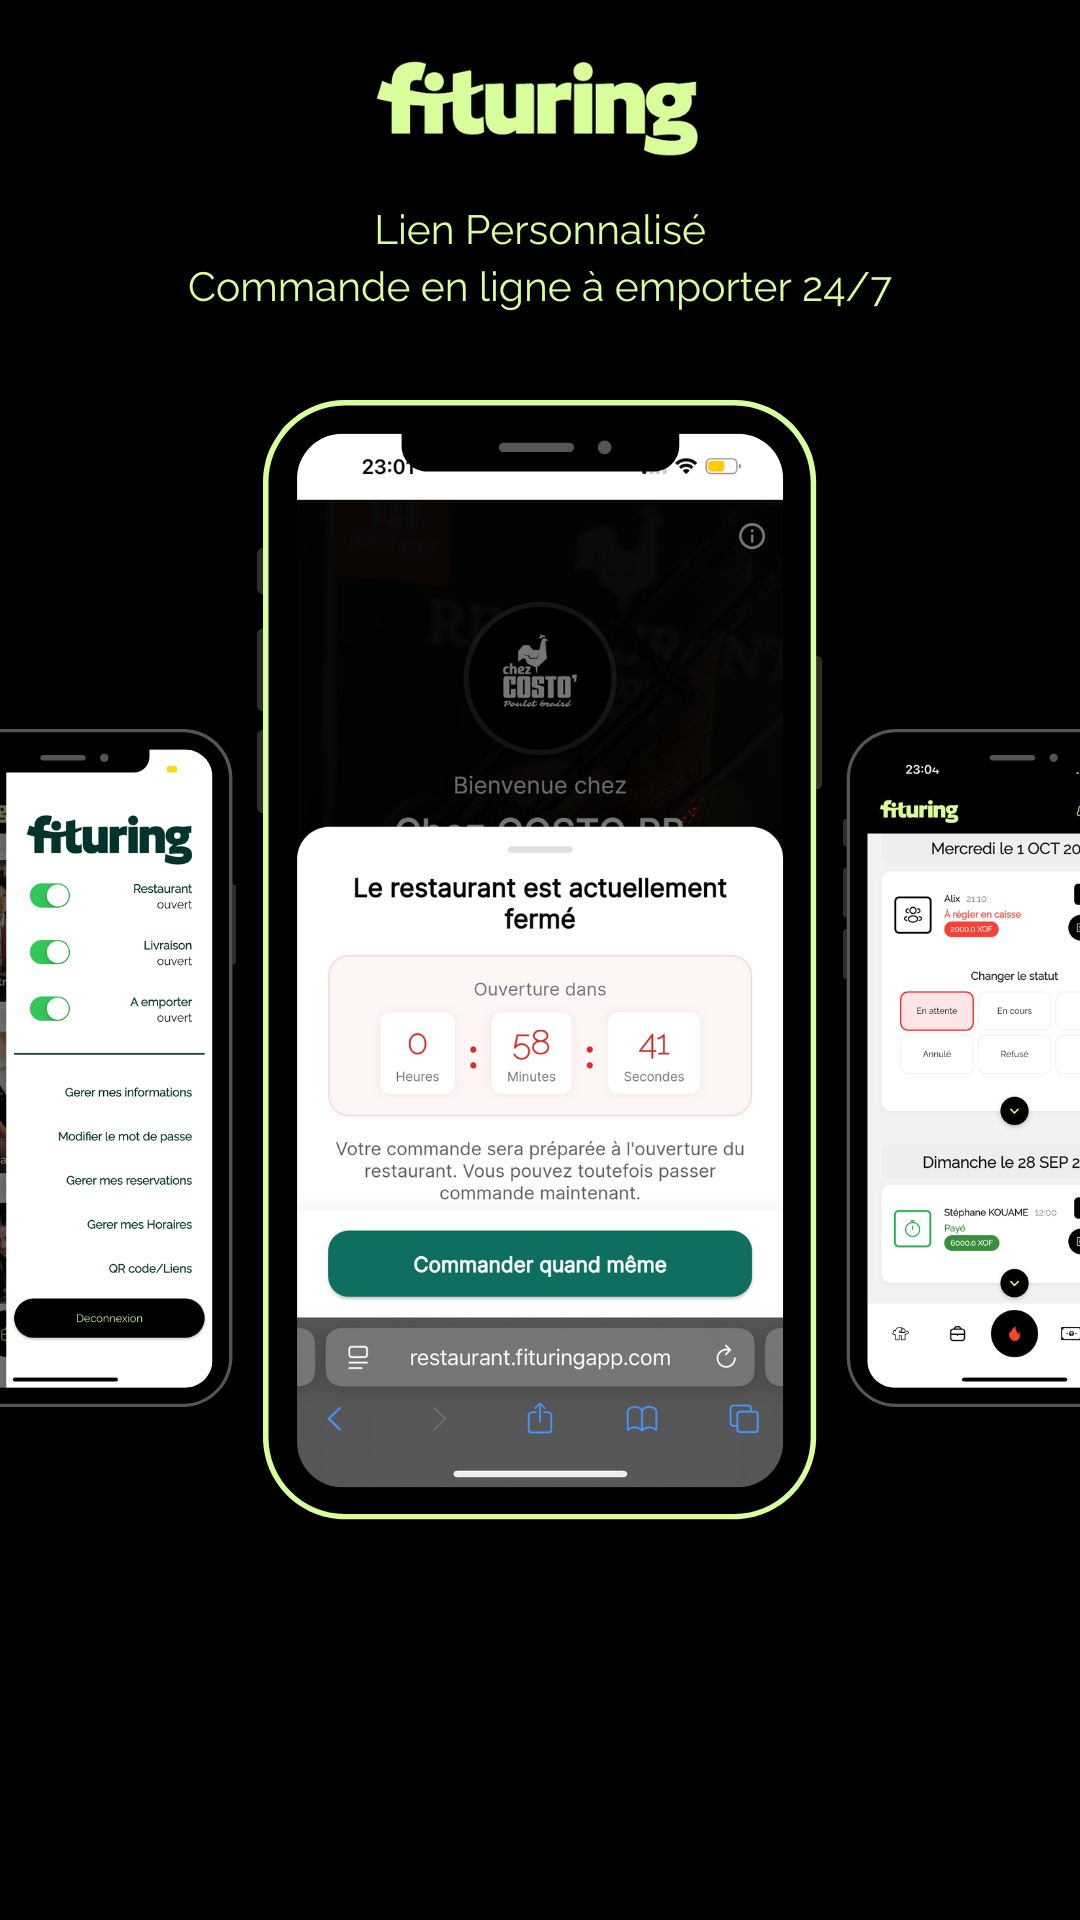 fituring
Lien Personnalisé
Commande en ligne à emporter 24/7
23:01
chez
COSTO'
Poulet braisé
Bienvenue chez
Le restaurant est actuellement
fermé
Ouverture dans
0 : 58 : 41
Heures Minutes Secondes
Votre commande sera préparée à l'ouverture du
restaurant. Vous pouvez toutefois passer
commande maintenant.
Commander quand même
restaurant.fituringapp.com
fituring
Restaurant
ouvert
Livraison
ouvert
A emporter
ouvert
Gerer mes informations
Modifier le mot de passe
Gerer mes reservations
Gerer mes Horaires
QR code/Liens
Deconnexion
23:04
fituring
Mercredi le 1 OCT 20
Alix 21:10
À régler en caisse
2000.0 XOF
Changer le statut
En attente En cours
Annulé Refusé
Dimanche le 28 SEP 2
Stéphane KOUAME 12:00
Payé
6000.0 XOF